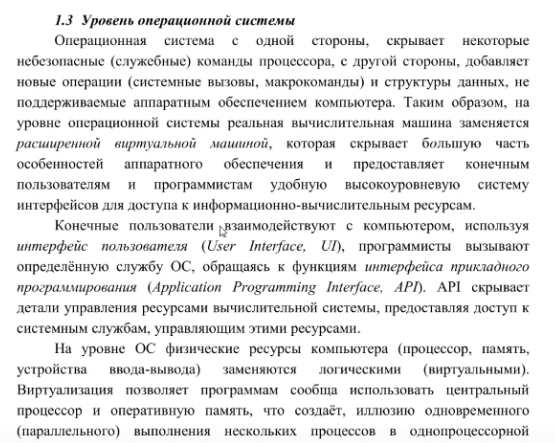 1.3 Уровень операционной системы
Операционная система с одной стороны, скрывает некоторые
небезопасные (служебные) команды процессора, с другой стороны, добавляет
новые операции (системные вызовы, макрокоманды) и структуры данных, не
поддерживаемые аппаратным обеспечением компьютера. Таким образом, на
уровне операционной системы реальная вычислительная машина заменяется
расширенной виртуальной машиной, которая скрывает большую часть
особенностей аппаратного обеспечения и предоставляет конечным
пользователям и программистам удобную высокоуровневую систему
интерфейсов для доступа к информационно-вычислительным ресурсам.
Конечные пользователи взаимодействуют с компьютером, используя
интерфейс пользователя (User Interface, UI), программисты вызывают
определённую службу ОС, обращаясь к функциям интерфейса прикладного
программирования (Application Programming Interface, API). API скрывает
детали управления ресурсами вычислительной системы, предоставляя доступ к
системным службам, управляющим этими ресурсами.
На уровне ОС физические ресурсы компьютера (процессор, память,
устройства ввода-вывода) заменяются логическими (виртуальными).
Виртуализация позволяет программам сообща использовать центральный
процессор и оперативную память, что создаёт, иллюзию одновременного
(параллельного) выполнения нескольких процессов в однопроцессорной